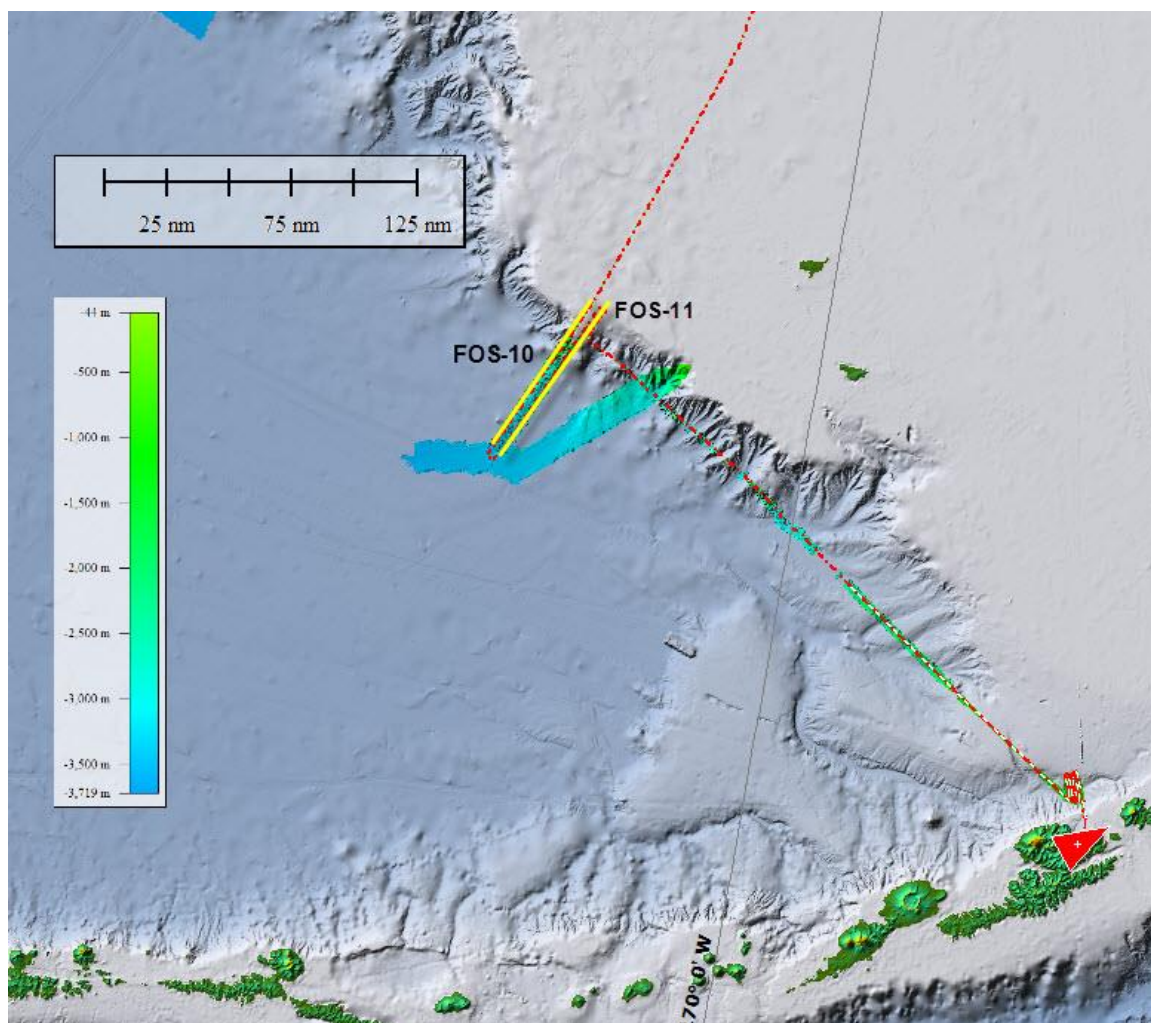 25 nm 75 nm 125 nm
FOS-11
FOS-10
-44 m
-500 m
-1,000 m
-1,500 m
-2,000 m
-2,500 m
-3,000 m
-3,500 m
-3,719 m
170°0' W